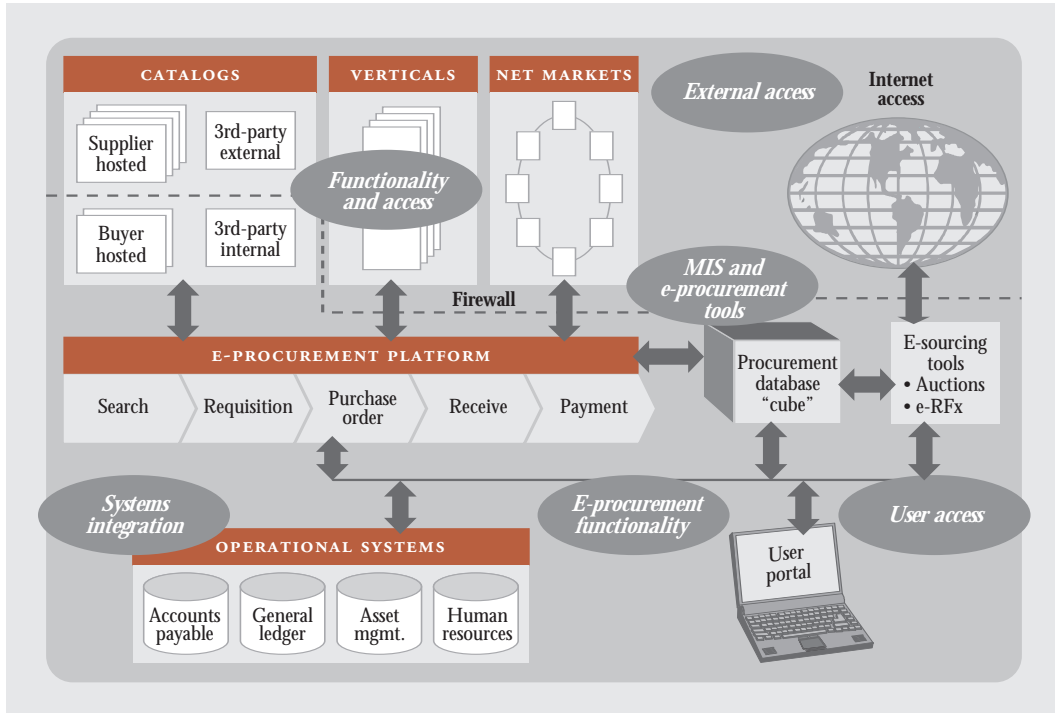 CATALOGS
VERTICALS
NET MARKETS
External access
Internet
access
Supplier
hosted
3rd-party
external
Functionality
and access
Buyer
hosted
3rd-party
internal
MIS and
e-procurement
tools
Firewall
E-PROCUREMENT PLATFORM
Search
Requisition
Purchase
order
Receive
Payment
Procurement
database
“cube”
E-sourcing
tools
• Auctions
• e-RFx
Systems
integration
E-procurement
functionality
User access
OPERATIONAL SYSTEMS
Accounts
payable
General
ledger
Asset
mgmt.
Human
resources
User
portal